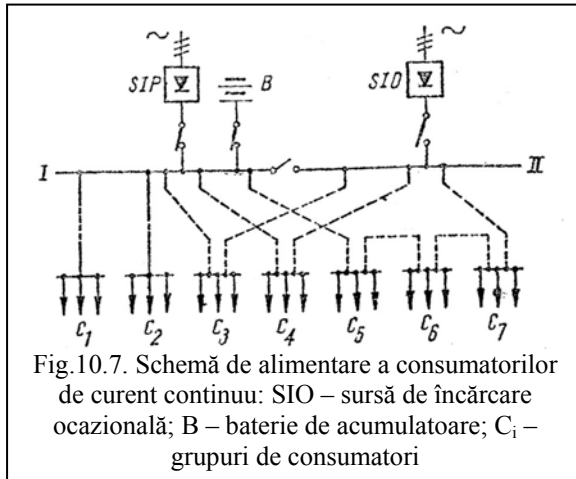 ~
~
SIP
B
SIO
I
II
C1
C2
C3
C4
C5
C6
C7
Fig.10.7. Schemă de alimentare a consumatorilor
de curent continuu: SIO – sursă de încărcare
ocazională; B – baterie de acumulatoare; Ci –
grupuri de consumatori